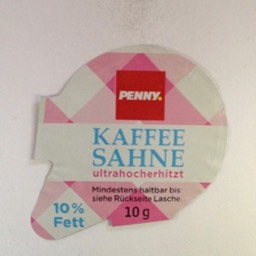 PENNY.
KAFFEE
SAHNE
ultrahocherhitzt
Mindestens haltbar bis
siehe Rückseite Lasche.
10 g
10%
Fett